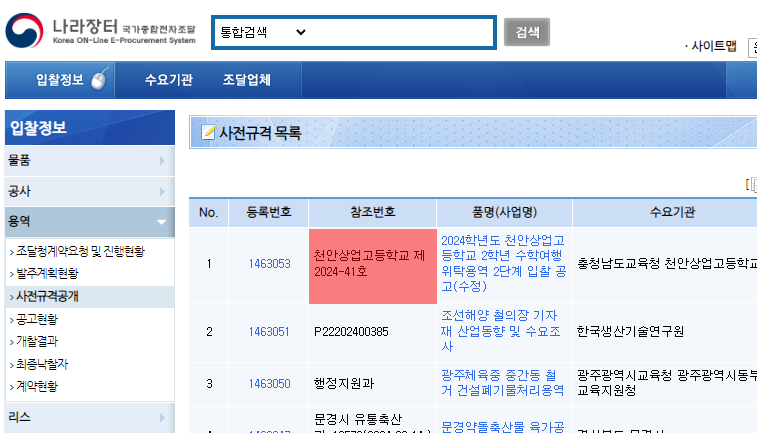 나라장터 국가종합전자조달
Korea ON-Line E-Procurement System
통합검색
검색
· 사이트맵
입찰정보 수요기관 조달업체
입찰정보
물품
공사
용역
› 조달청계약요청 및 진행현황
› 발주계획현황
› 사전규격공개
› 공고현황
› 개찰결과
› 최종낙찰자
› 계약현황
리스
사전규격 목록
[
No. 등록번호 참조번호 품명(사업명) 수요기관
1 1463053
천안상업고등학교 제
2024-41호
2024학년도 천안상업고
등학교 2학년 수학여행
위탁용역 2단계 입찰 공
고(수정)
충청남도교육청 천안상업고등학교
2 1463051 P22202400385
조선해양 철의장 기자
재 산업동향 및 수요조
사
한국생산기술연구원
3 1463050 행정지원과
광주체육중 중간동 철
거 건설폐기물처리용역
광주광역시교육청 광주광역시동부
교육지원청
문경시 유통축산
문경약돌축산물 육가공